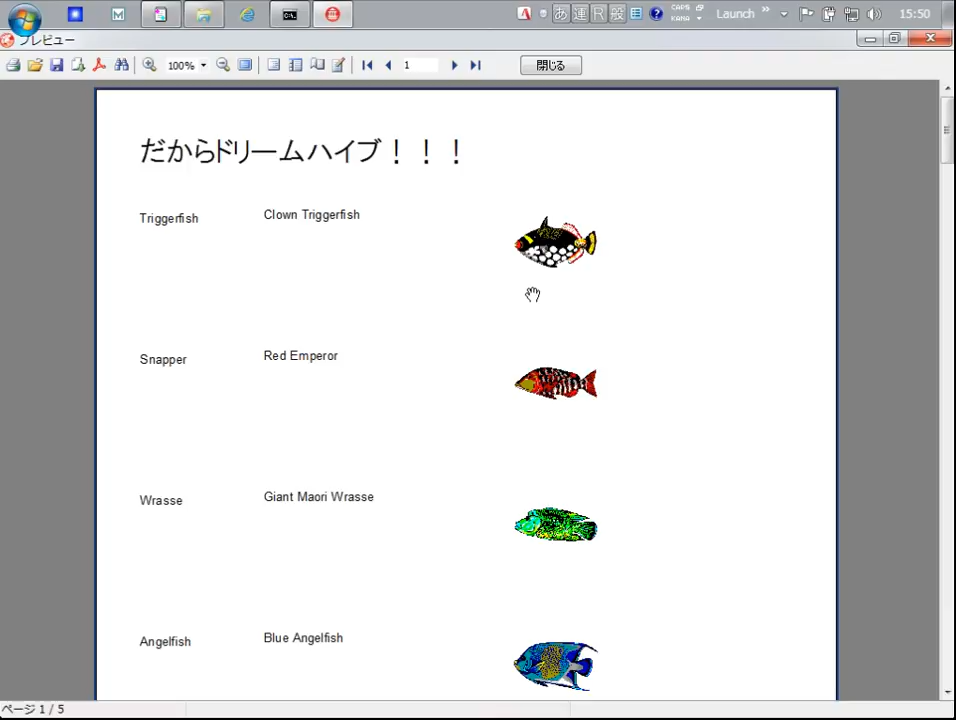 あ 連 R 般 CAPS KANA Launch 15:50
プレビュー
100% 1 閉じる
だからドリームハイブ！！！
Triggerfish Clown Triggerfish
Snapper Red Emperor
Wrasse Giant Maori Wrasse
Angelfish Blue Angelfish
ページ 1 / 5